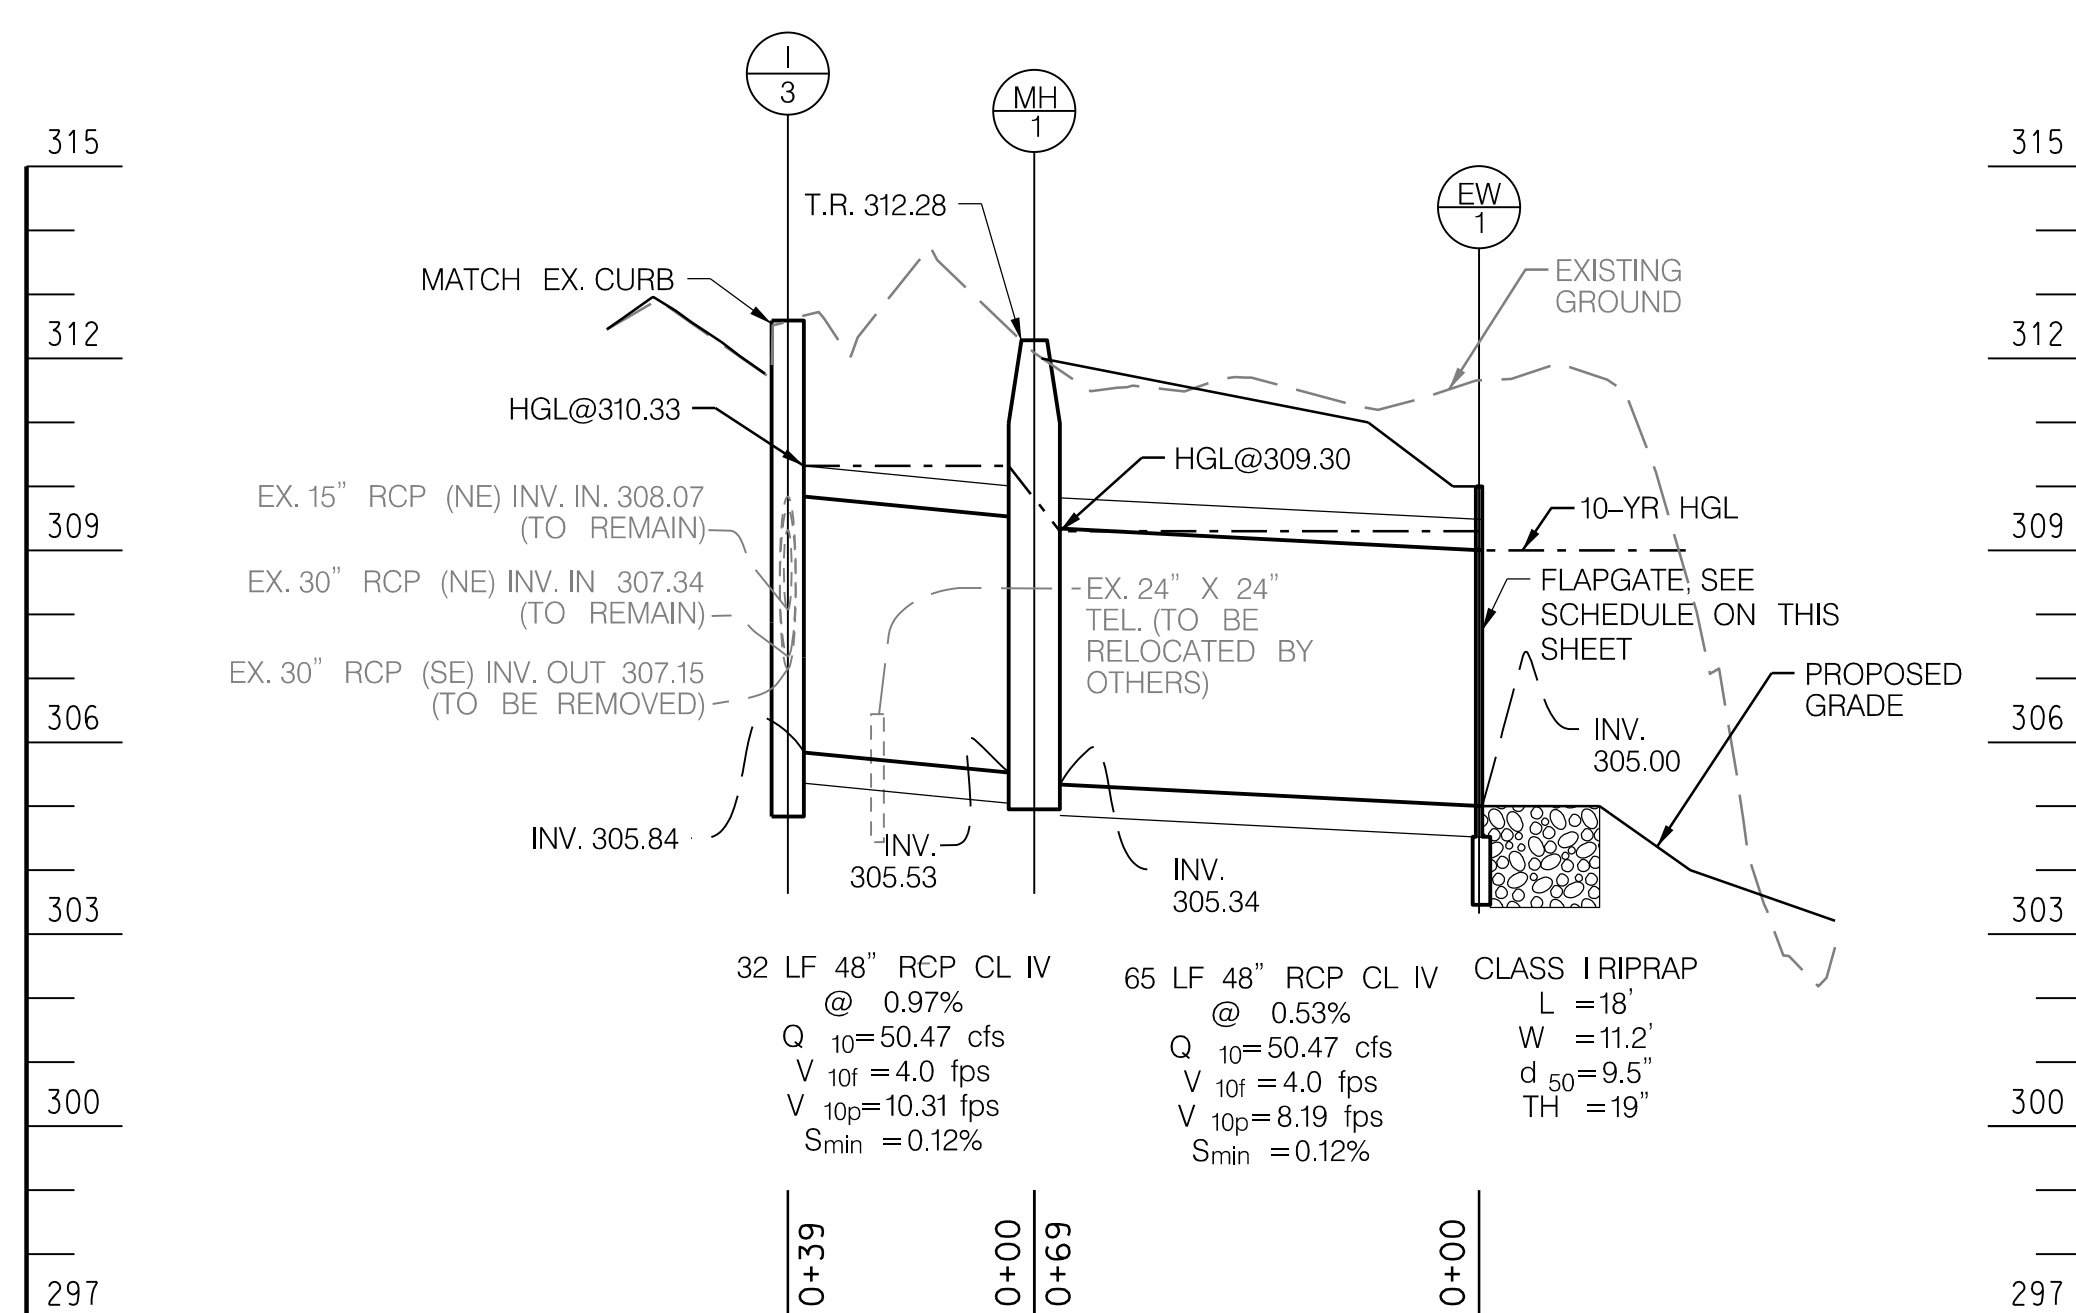 I
3
MH
1
EW
1
315
312
309
306
303
300
297
315
312
309
306
303
300
297
T.R. 312.28
MATCH EX. CURB
EXISTING
GROUND
HGL@310.33
HGL@309.30
10-YR HGL
EX. 15" RCP (NE) INV. IN. 308.07
(TO REMAIN)
EX. 30" RCP (NE) INV. IN 307.34
(TO REMAIN)
EX. 30" RCP (SE) INV. OUT 307.15
(TO BE REMOVED)
EX. 24" X 24"
TEL. (TO BE
RELOCATED BY
OTHERS)
FLAPGATE, SEE
SCHEDULE ON THIS
SHEET
PROPOSED
GRADE
INV.
305.00
INV. 305.84
INV.
305.53
INV.
305.34
32 LF 48" RCP CL IV
@ 0.97%
Q 10=50.47 cfs
V 10f =4.0 fps
V 10p=10.31 fps
Smin =0.12%
65 LF 48" RCP CL IV
@ 0.53%
Q 10=50.47 cfs
V 10f =4.0 fps
V 10p=8.19 fps
Smin =0.12%
CLASS I RIPRAP
L =18'
W =11.2'
d 50=9.5"
TH =19"
0+39
0+00
0+69
0+00